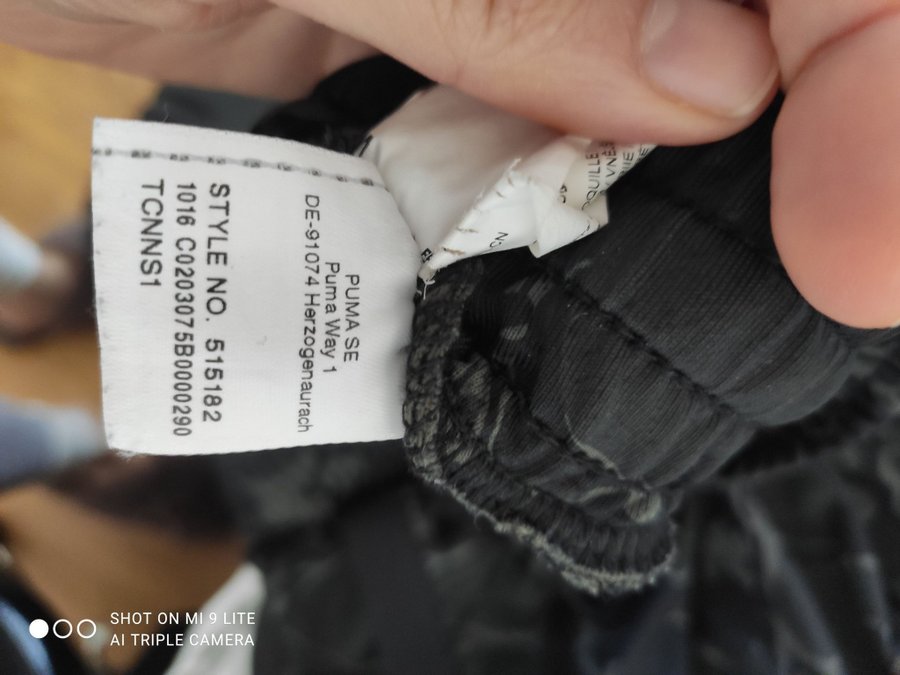 PUMA SE
Puma Way 1
DE-91074 Herzogenaurach
STYLE NO. 515182
1016 C0203075B0000290
TCNNS1
SHOT ON MI 9 LITE
AI TRIPLE CAMERA